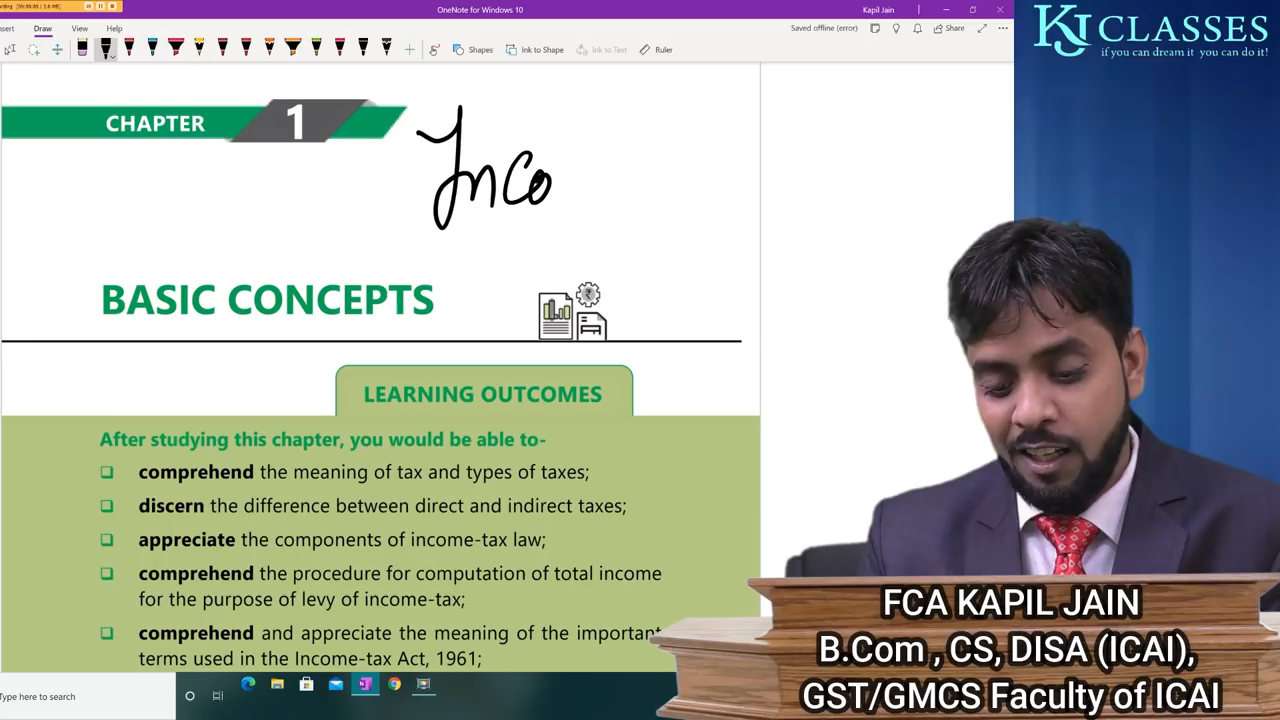 OneNote for Windows 10
Kapil Jain
Draw View Help
Saved offline (error)
Share
Shapes Ink to Shape Ink to Text Ruler
KJ CLASSES
if you can dream it you can do it!
CHAPTER 1
Inco
BASIC CONCEPTS
LEARNING OUTCOMES
After studying this chapter, you would be able to-
comprehend the meaning of tax and types of taxes;
discern the difference between direct and indirect taxes;
appreciate the components of income-tax law;
comprehend the procedure for computation of total income
for the purpose of levy of income-tax;
comprehend and appreciate the meaning of the important
terms used in the Income-tax Act, 1961;
FCA KAPIL JAIN
B.Com , CS, DISA (ICAI),
GST/GMCS Faculty of ICAI
ype here to search